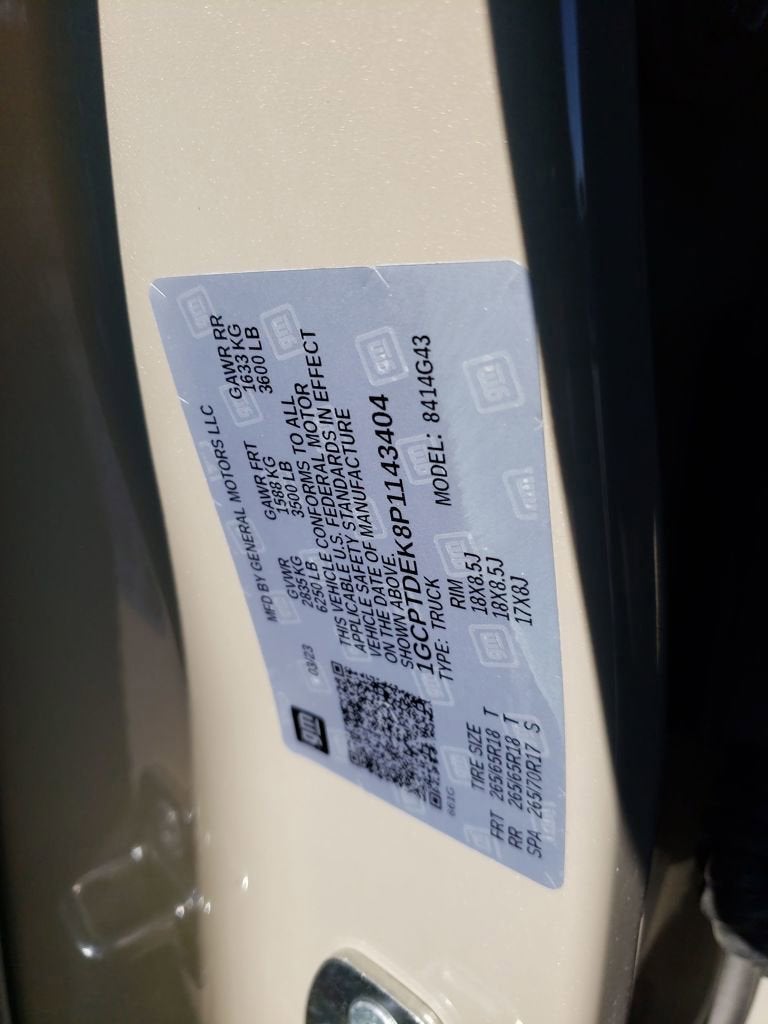 MFD BY GENERAL MOTORS LLC
gm 03/23
GVWR GAWR FRT GAWR RR
2835 KG 1588 KG 1633 KG
6250 LB 3500 LB 3600 LB
THIS VEHICLE CONFORMS TO ALL
APPLICABLE U.S. FEDERAL MOTOR
VEHICLE SAFETY STANDARDS IN EFFECT
ON THE DATE OF MANUFACTURE
SHOWN ABOVE.
1GCPTDEK8P1143404
TYPE: TRUCK MODEL: 8414G43
TIRE SIZE RIM
FRT 265/65R18 T 18X8.5J
RR 265/65R18 T 18X8.5J
SPA 265/70R17 S 17X8J